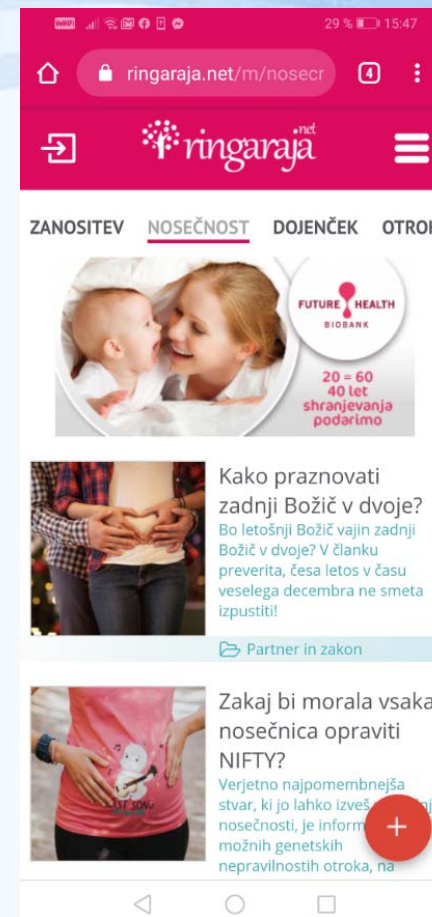 29 % 15:47
ringaraja.net/m/nosecr
4
ringaraja.net
ZANOSITEV NOSEČNOST DOJENČEK OTROK
FUTURE HEALTH
BIOBANK
20 = 60
40 let
shranjevanja
podarimo
Kako praznovati
zadnji Božič v dvoje?
Bo letošnji Božič vajin zadnji
Božič v dvoje? V članku
preverita, česa letos v času
veselega decembra ne smeta
izpustiti!
Partner in zakon
Zakaj bi morala vsaka
nosečnica opraviti
NIFTY?
Verjetno najpomembnejša
stvar, ki jo lahko izveš
nosečnosti, je inform
možnih genetskih
nepravilnostih otroka, na